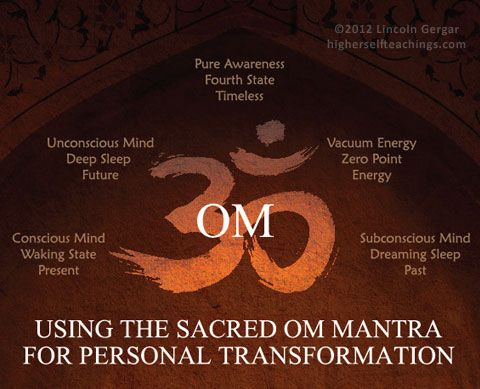 ©2012 Lincoln Gergar
higherselfteachings.com
Pure Awareness
Fourth State
Timeless
Unconscious Mind
Deep Sleep
Future
Vacuum Energy
Zero Point
Energy
ॐ
OM
Conscious Mind
Waking State
Present
Subconscious Mind
Dreaming Sleep
Past
USING THE SACRED OM MANTRA
FOR PERSONAL TRANSFORMATION